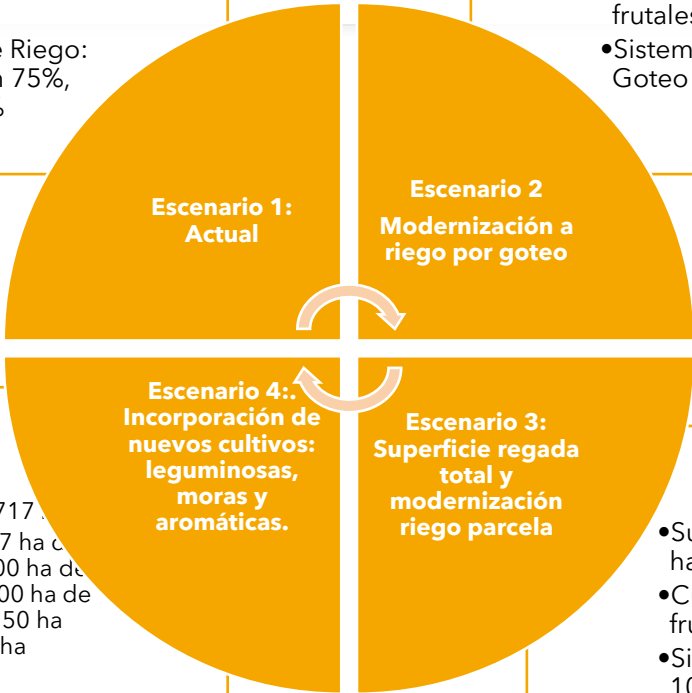 frutales
•Sistem
Goteo
Riego:
75%,
Escenario 1:
Actual
Escenario 2
Modernización a
riego por goteo
Escenario 4:.
Incorporación de
nuevos cultivos:
leguminosas,
moras y
aromáticas.
Escenario 3:
Superficie regada
total y
modernización
riego parcela
717
7 ha
00 ha de
00 ha de
50 ha
ha
•Su
ha
•C
fru
•Si
10